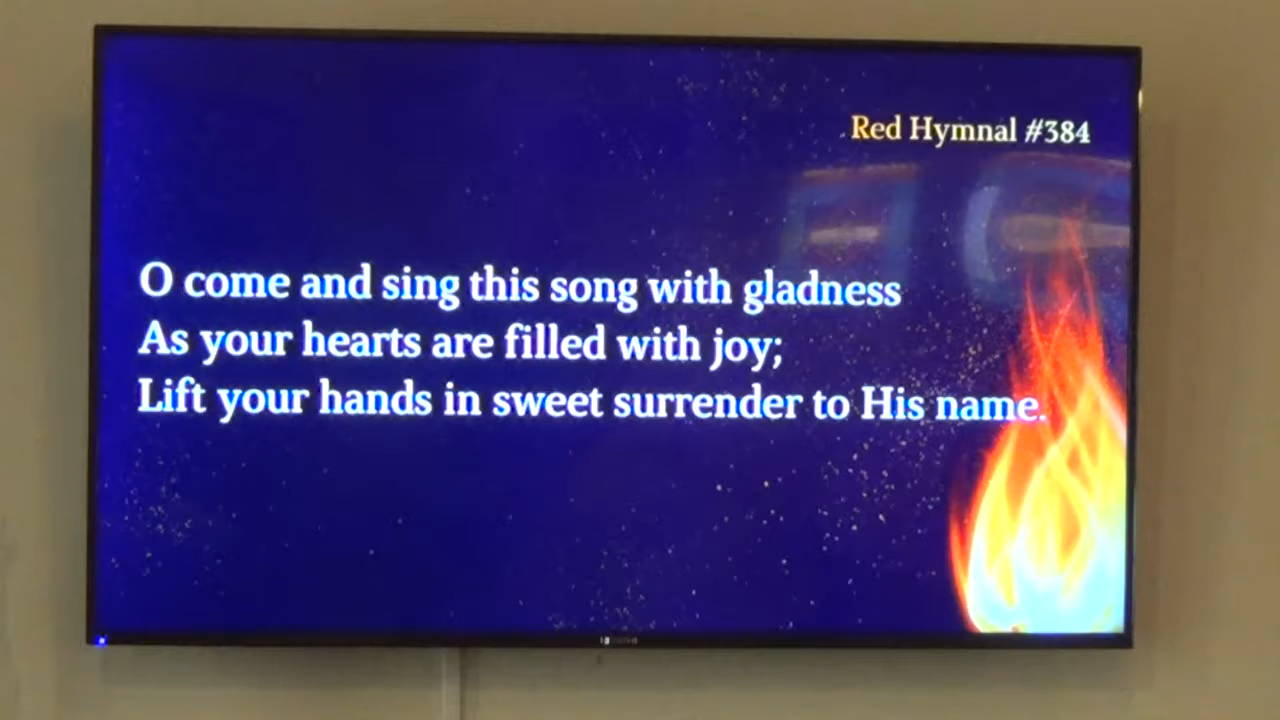 Red Hymnal #384
O come and sing this song with gladness
As your hearts are filled with joy;
Lift your hands in sweet surrender to His name.